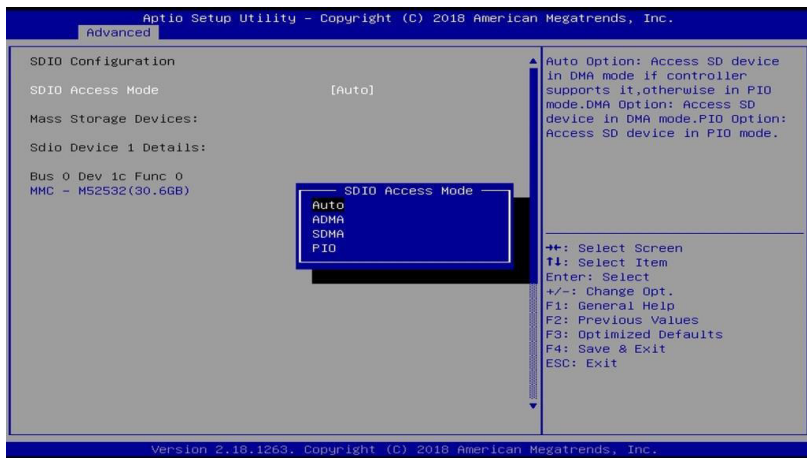 Aptio Setup Utility – Copyright (C) 2018 American Megatrends, Inc.
Advanced
SDIO Configuration
SDIO Access Mode [Auto]
Mass Storage Devices:
Sdio Device 1 Details:
Bus 0 Dev 1c Func 0
MMC – M52532(30.6GB)
SDIO Access Mode
Auto
ADMA
SDMA
PIO
Auto Option: Access SD device
in DMA mode if controller
supports it,otherwise in PIO
mode.DMA Option: Access SD
device in DMA mode.PIO Option:
Access SD device in PIO mode.
→←: Select Screen
↑↓: Select Item
Enter: Select
+/-: Change Opt.
F1: General Help
F2: Previous Values
F3: Optimized Defaults
F4: Save & Exit
ESC: Exit
Version 2.18.1263. Copyright (C) 2018 American Megatrends, Inc.